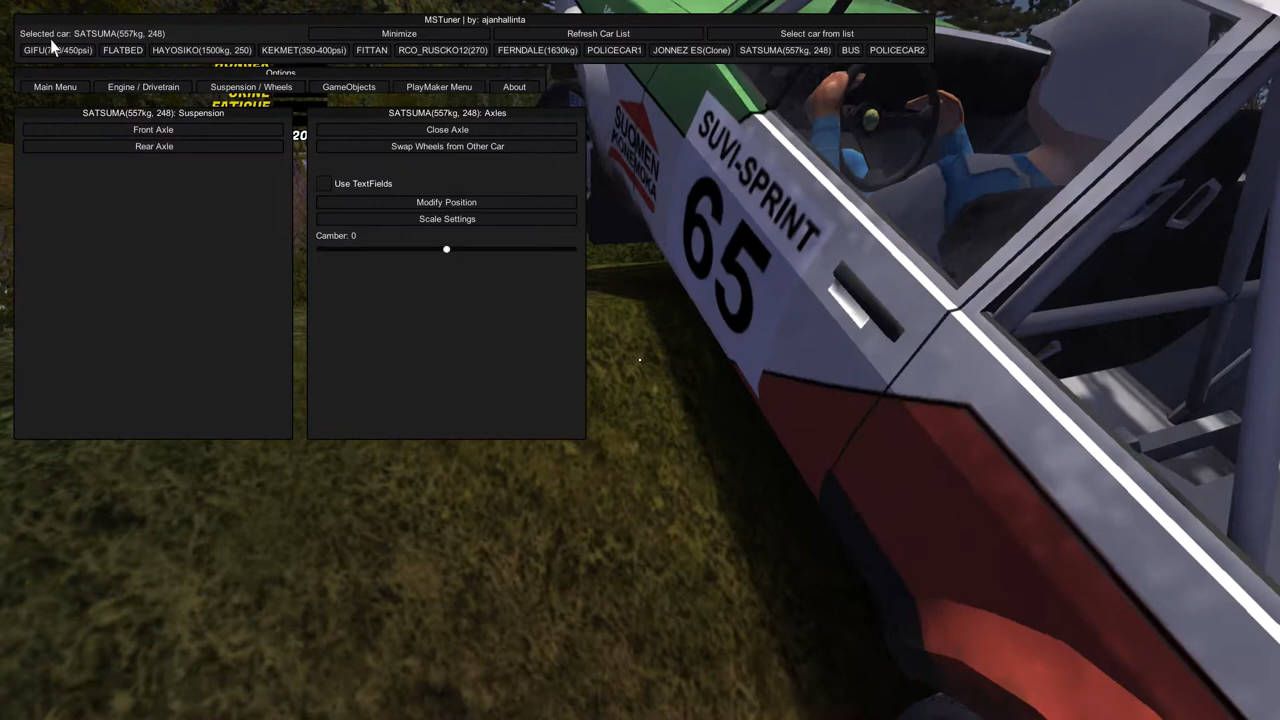 MSTuner | by: ajanhallinta
Selected car: SATSUMA(557kg, 248)
Minimize
Refresh Car List
Select car from list
FLATBED
HAYOSIKO(1500kg, 250)
KEKMET(350-400psi)
FITTAN
RCO_RUSCKO12(270)
FERNDALE(1630kg)
POLICECAR1
JONNEZ ES(Clone)
SATSUMA(557kg, 248)
BUS
POLICECAR2
Options
Main Menu
Engine / Drivetrain
Suspension / Wheels
GameObjects
PlayMaker Menu
About
FATIGUE
20
SATSUMA(557kg, 248): Suspension
Front Axle
Rear Axle
SATSUMA(557kg, 248): Axles
Close Axle
Swap Wheels from Other Car
Use TextFields
Modify Position
Scale Settings
Camber: 0
SUOMEN
KONEMOKA
SUVI-SPRINT
65